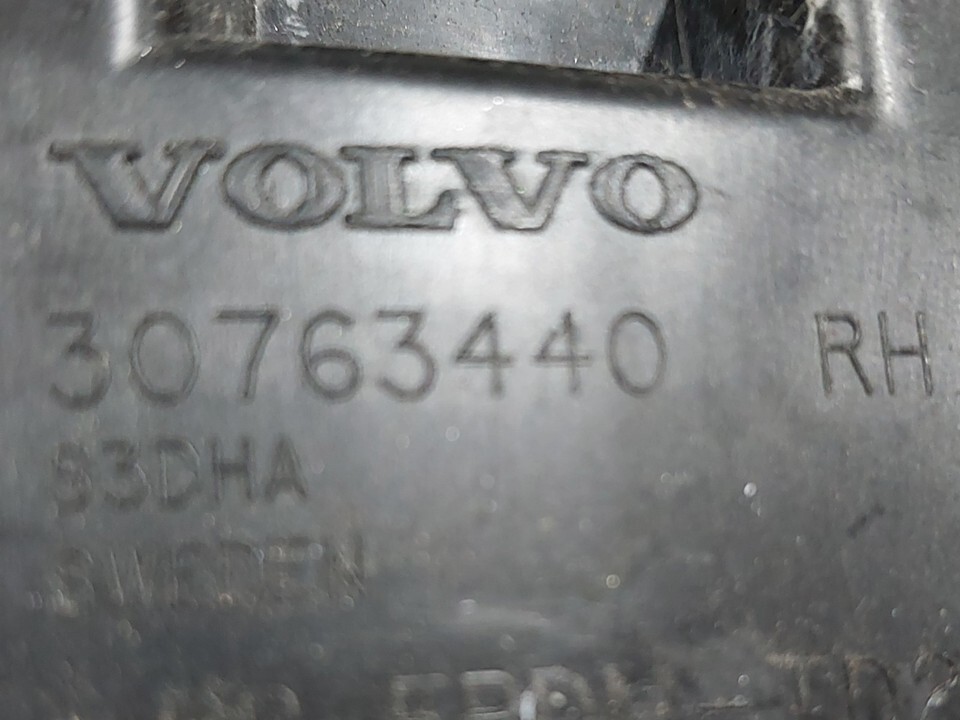 VOLVO
30763440 RH
S3DHA
SWEDEN